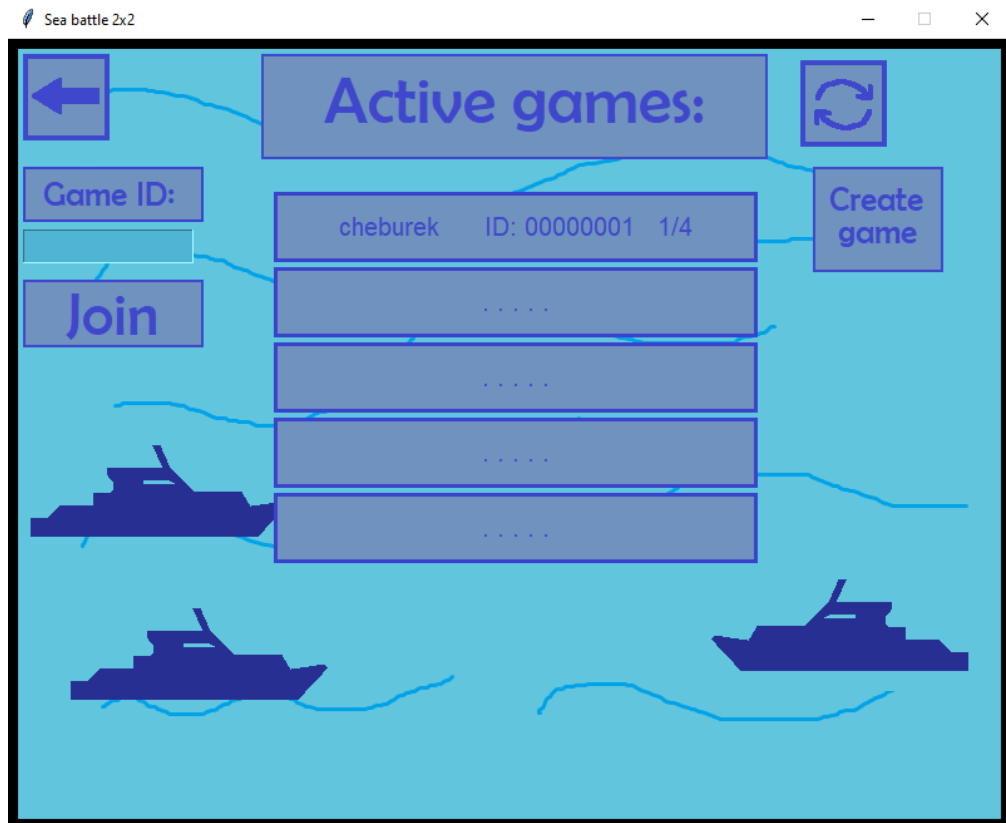 Sea battle 2x2
Active games:
Game ID:
Create
game
cheburek ID: 00000001 1/4
. . . . .
Join
. . . . .
. . . . .
. . . . .